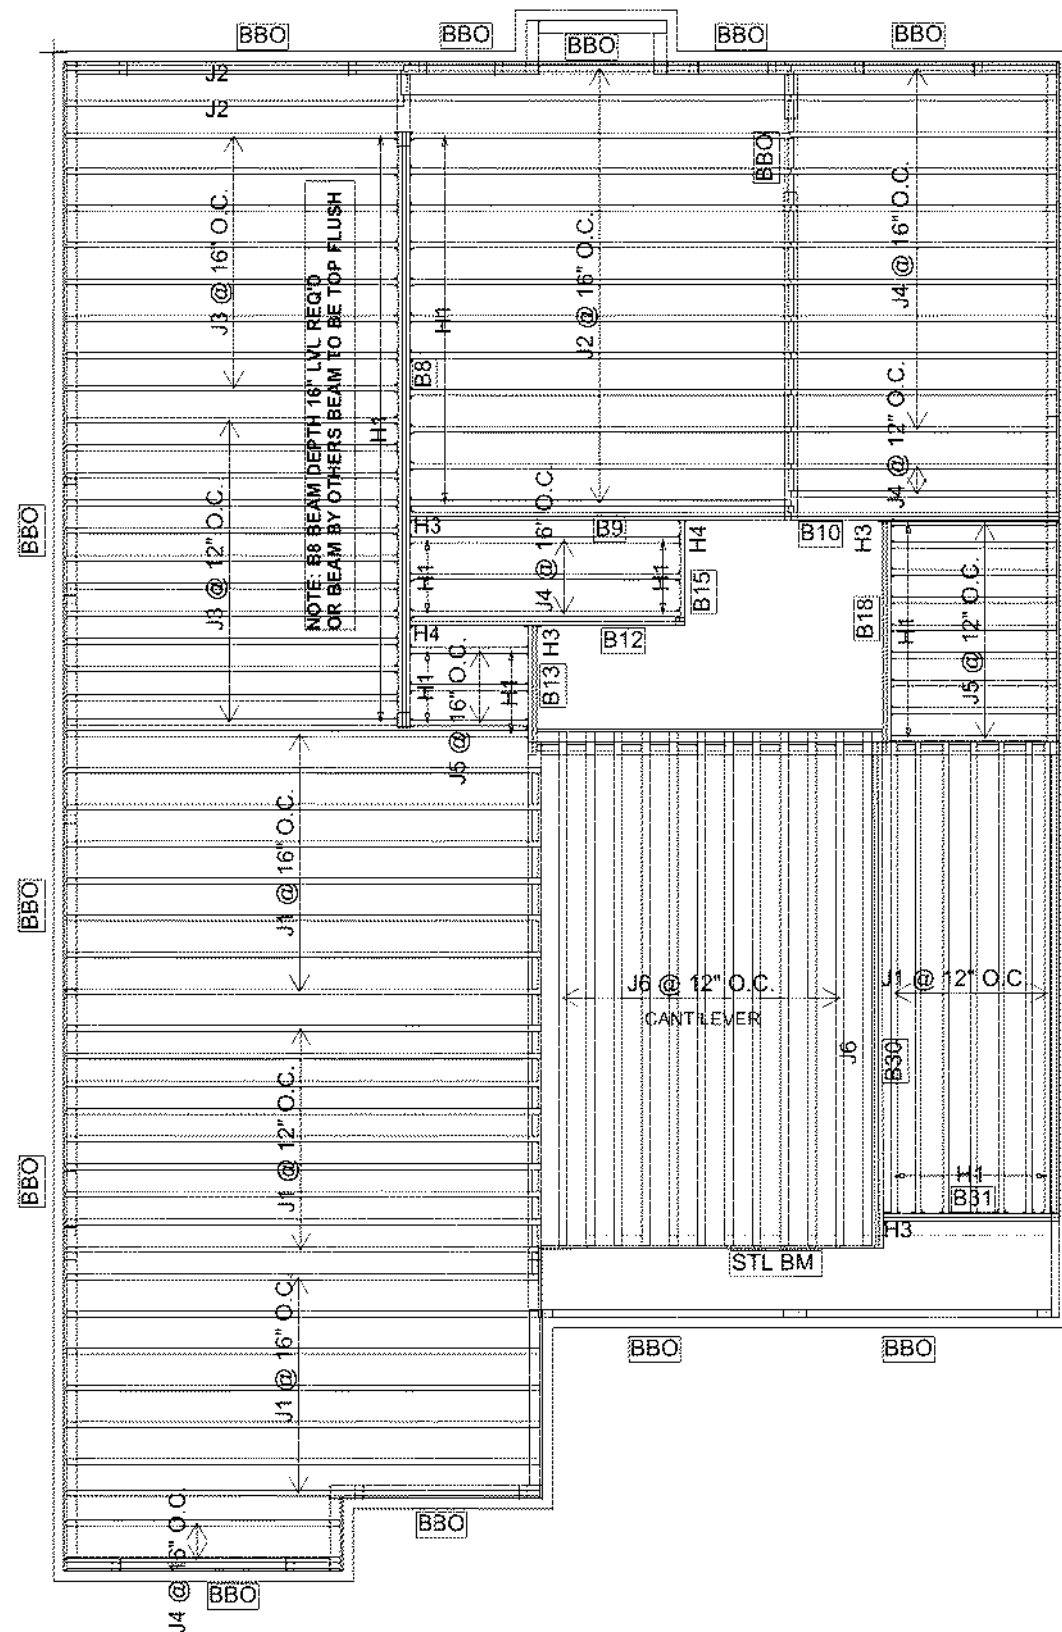 BBO
BBO
BBO
BBO
BBO
J2
J2
BBO
J3 @ 16" O.C.
NOTE: B8 BEAM DEPTH 16" LVL REQ'D
OR BEAM BY OTHERS BEAM TO BE TOP FLUSH
H1
H1
B8
J2 @ 16" O.C.
J4 @ 16" O.C.
J4 @ 12" O.C.
BBO
J3 @ 12" O.C.
H3
B9
H4
B10
H3
H1
J4 @ 16" O.C.
H1
B15
B18
H1
J5 @ 12" O.C.
H4
B12
H3
B13
H1
J5 @ 16" O.C.
H1
BBO
J1 @ 16" O.C.
J6 @ 12" O.C.
CANTILEVER
J6
J1 @ 12" O.C.
B30
BBO
J1 @ 12" O.C.
H1
B31
H3
STL BM
J1 @ 16" O.C.
BBO
BBO
BBO
J4 @ 16" O.C.
BBO